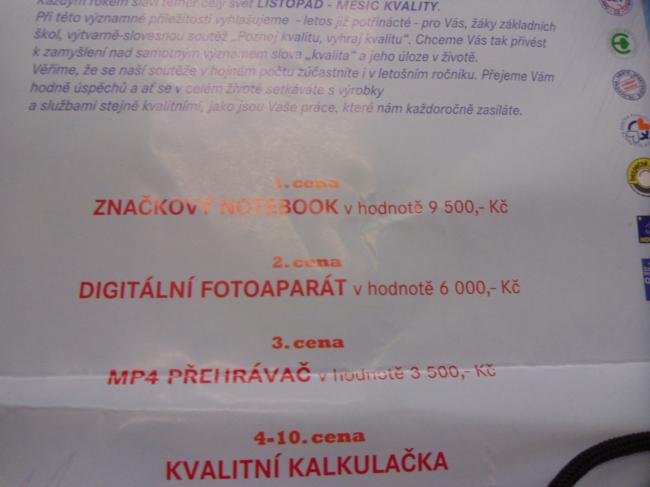 Každým rokem slaví téměř celý svět LISTOPAD - MĚSÍC KVALITY.
Při této významné příležitosti vyhlašujeme - letos již potřinácté - pro Vás, žáky základních
škol, výtvarně-slovesnou soutěž „Poznej kvalitu, vyhraj kvalitu". Chceme Vás tak přivést
k zamyšlení nad samotným významem slova „kvalita" a jeho úloze v životě.
Věříme, že se naší soutěže v hojném počtu zúčastníte i v letošním ročníku. Přejeme Vám
hodně úspěchů a ať se v celém životě setkáváte s výrobky
a službami stejně kvalitními, jako jsou Vaše práce, které nám každoročně zasíláte.
1. cena
ZNAČKOVÝ NOTEBOOK v hodnotě 9 500,- Kč
2. cena
DIGITÁLNÍ FOTOAPARÁT v hodnotě 6 000,- Kč
3. cena
MP4 PŘEHRÁVAČ v hodnotě 3 500,- Kč
4-10. cena
KVALITNÍ KALKULAČKA